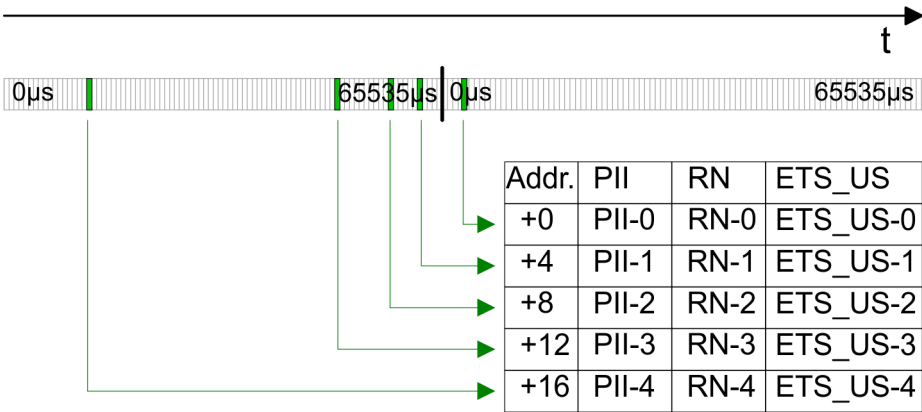 t
0µs 65535µs 0µs 65535µs
Addr. PII RN ETS_US
+0 PII-0 RN-0 ETS_US-0
+4 PII-1 RN-1 ETS_US-1
+8 PII-2 RN-2 ETS_US-2
+12 PII-3 RN-3 ETS_US-3
+16 PII-4 RN-4 ETS_US-4